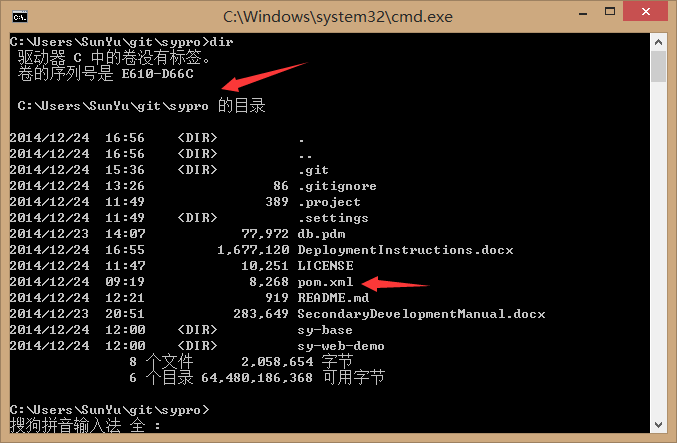 C:\Windows\system32\cmd.exe
C:\Users\SunYu\git\sypro>dir
驱动器 C 中的卷没有标签。
卷的序列号是 E610-D66C
C:\Users\SunYu\git\sypro 的目录
2014/12/24  16:56    <DIR>          .
2014/12/24  16:56    <DIR>          ..
2014/12/24  15:36    <DIR>          .git
2014/12/24  13:26                86 .gitignore
2014/12/24  11:49               389 .project
2014/12/24  11:49    <DIR>          .settings
2014/12/23  14:07            77,972 db.pdm
2014/12/24  16:55         1,677,120 DeploymentInstructions.docx
2014/12/24  11:47            10,251 LICENSE
2014/12/24  09:19             8,268 pom.xml
2014/12/24  12:21               919 README.md
2014/12/23  20:51           283,649 SecondaryDevelopmentManual.docx
2014/12/24  12:00    <DIR>          sy-base
2014/12/24  12:00    <DIR>          sy-web-demo
8 个文件      2,058,654 字节
6 个目录 64,480,186,368 可用字节
C:\Users\SunYu\git\sypro>
搜狗拼音输入法 全 :